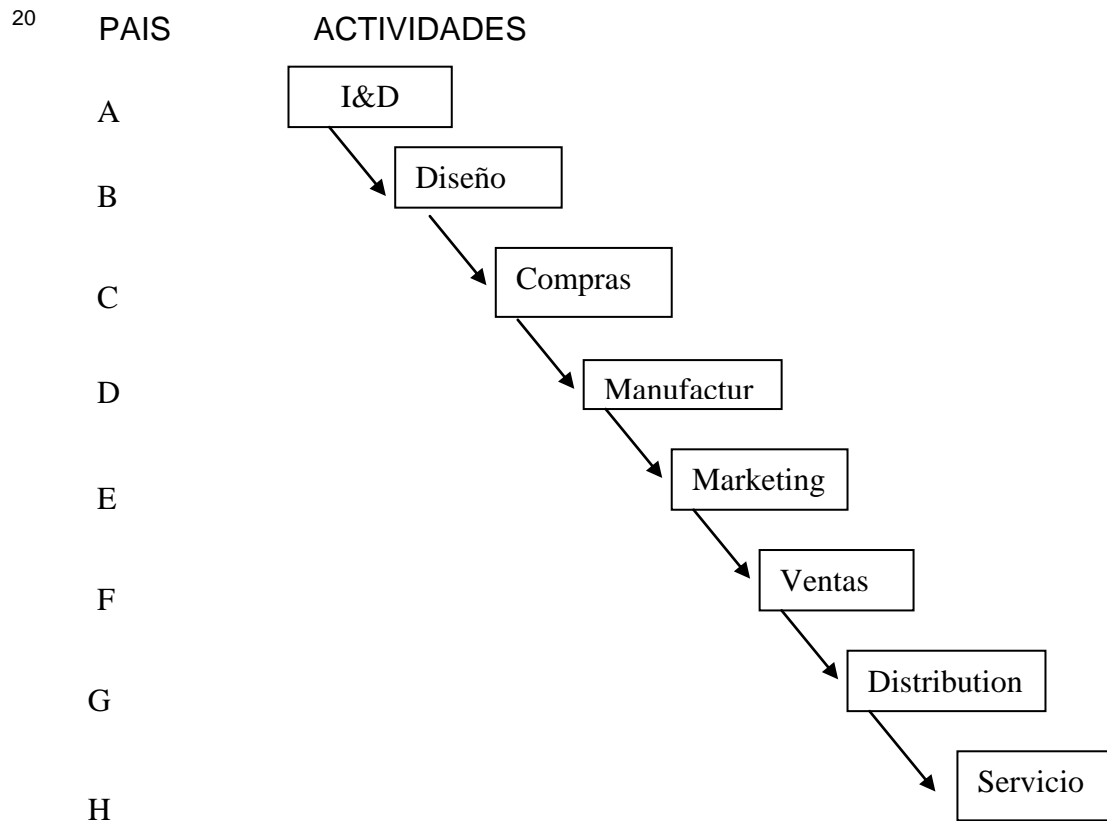 20
PAIS ACTIVIDADES
A I&D
B Diseño
C Compras
D Manufactur
E Marketing
F Ventas
G Distribution
H Servicio